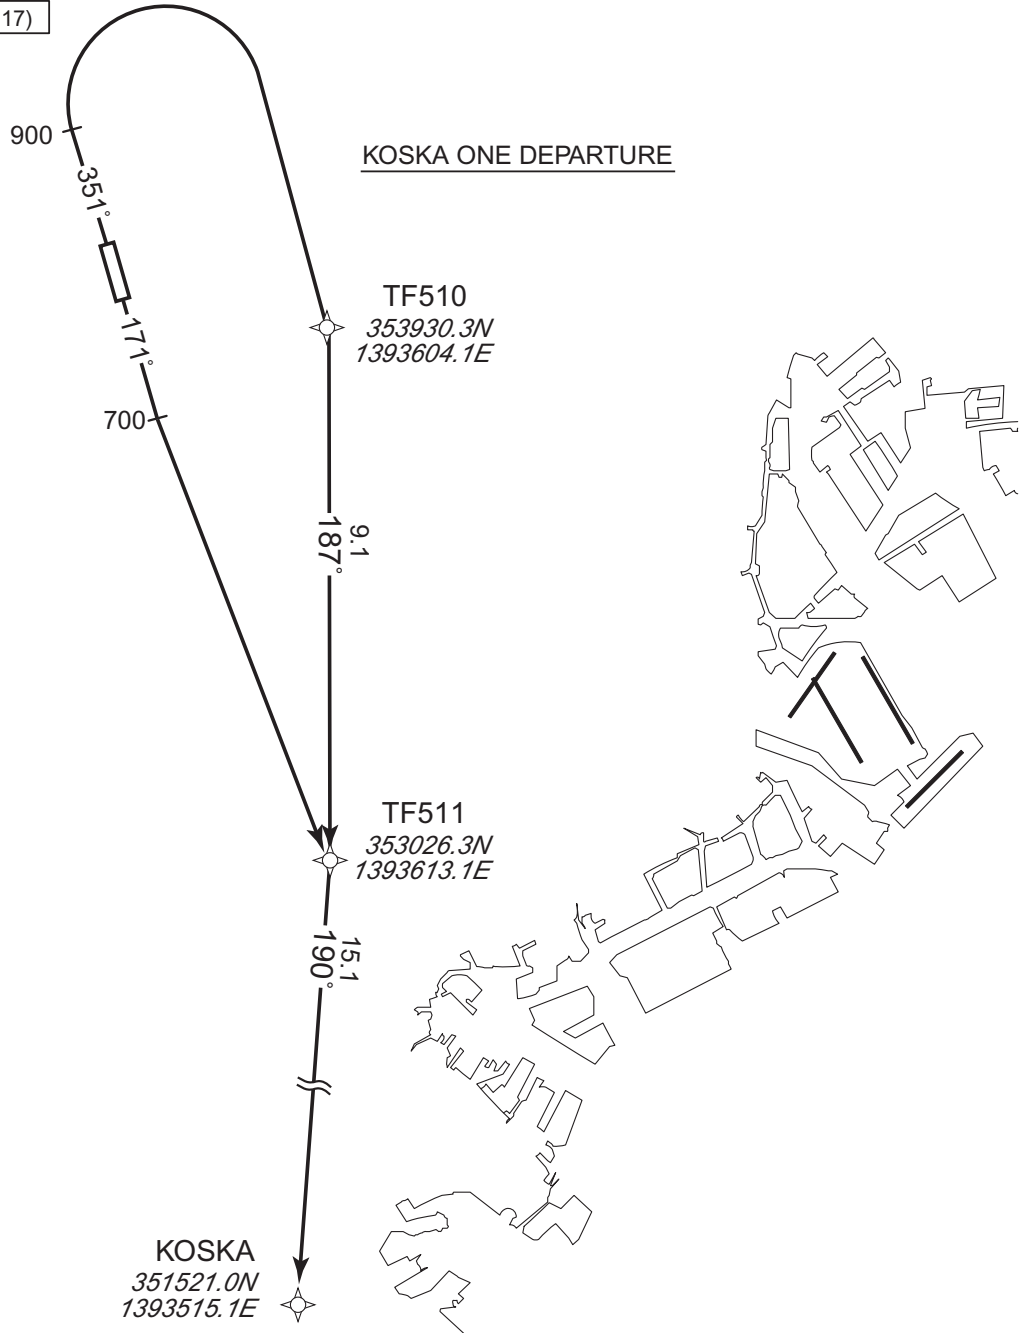 17)
900
351°
KOSKA ONE DEPARTURE
TF510
353930.3N
1393604.1E
171°
700
9.1
187°
TF511
353026.3N
1393613.1E
15.1
190°
KOSKA
351521.0N
1393515.1E